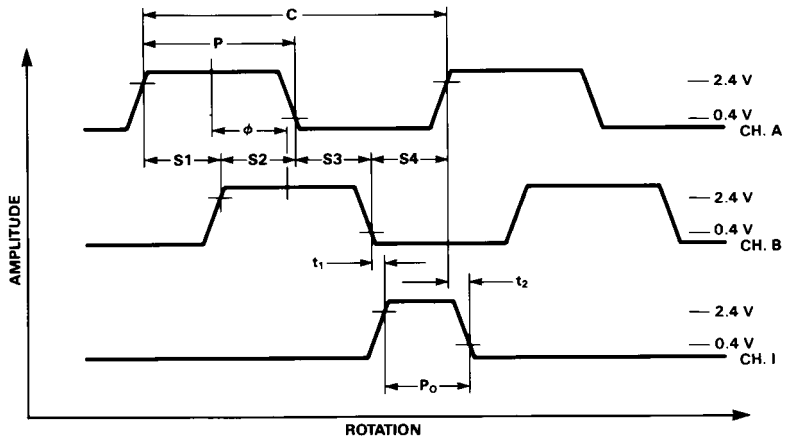 C
P
2.4 V
0.4 V
CH. A
ϕ
S1 S2 S3 S4
2.4 V
0.4 V
CH. B
AMPLITUDE
t1
t2
2.4 V
0.4 V
CH. I
PO
ROTATION